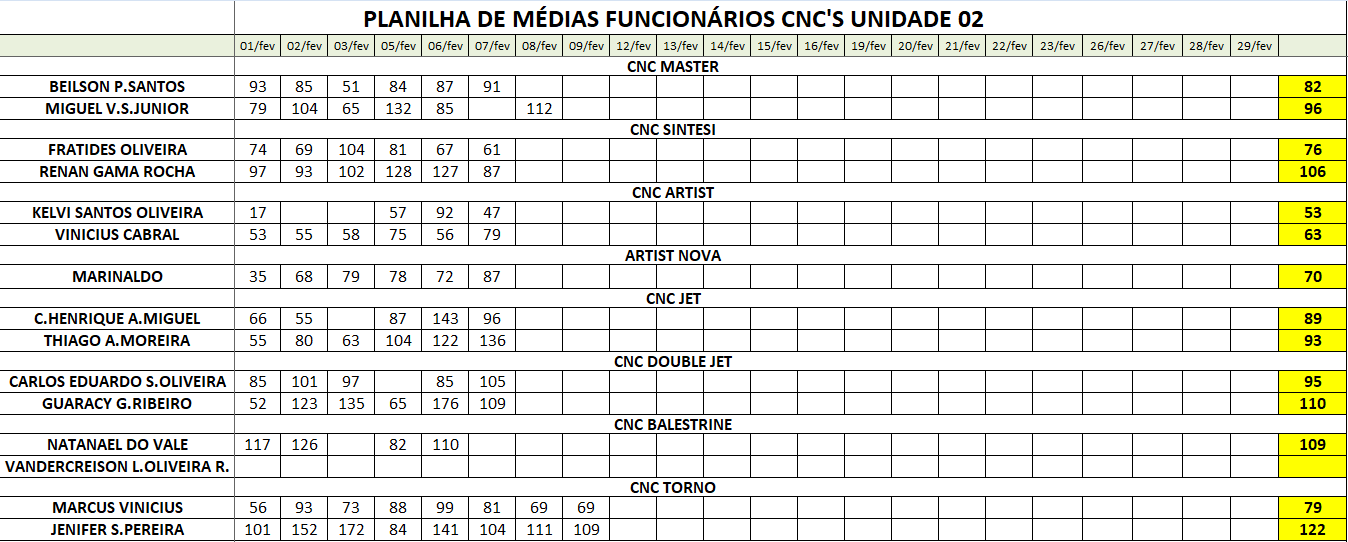 PLANILHA DE MÉDIAS FUNCIONÁRIOS CNC'S UNIDADE 02
01/fev 02/fev 03/fev 05/fev 06/fev 07/fev 08/fev 09/fev 12/fev 13/fev 14/fev 15/fev 16/fev 19/fev 20/fev 21/fev 22/fev 23/fev 26/fev 27/fev 28/fev 29/fev
CNC MASTER
BEILSON P.SANTOS 93 85 51 84 87 91 82
MIGUEL V.S.JUNIOR 79 104 65 132 85 112 96
CNC SINTESI
FRATIDES OLIVEIRA 74 69 104 81 67 61 76
RENAN GAMA ROCHA 97 93 102 128 127 87 106
CNC ARTIST
KELVI SANTOS OLIVEIRA 17 57 92 47 53
VINICIUS CABRAL 53 55 58 75 56 79 63
ARTIST NOVA
MARINALDO 35 68 79 78 72 87 70
CNC JET
C.HENRIQUE A.MIGUEL 66 55 87 143 96 89
THIAGO A.MOREIRA 55 80 63 104 122 136 93
CNC DOUBLE JET
CARLOS EDUARDO S.OLIVEIRA 85 101 97 85 105 95
GUARACY G.RIBEIRO 52 123 135 65 176 109 110
CNC BALESTRINE
NATANAEL DO VALE 117 126 82 110 109
VANDERCREISON L.OLIVEIRA R.
CNC TORNO
MARCUS VINICIUS 56 93 73 88 99 81 69 69 79
JENIFER S.PEREIRA 101 152 172 84 141 104 111 109 122